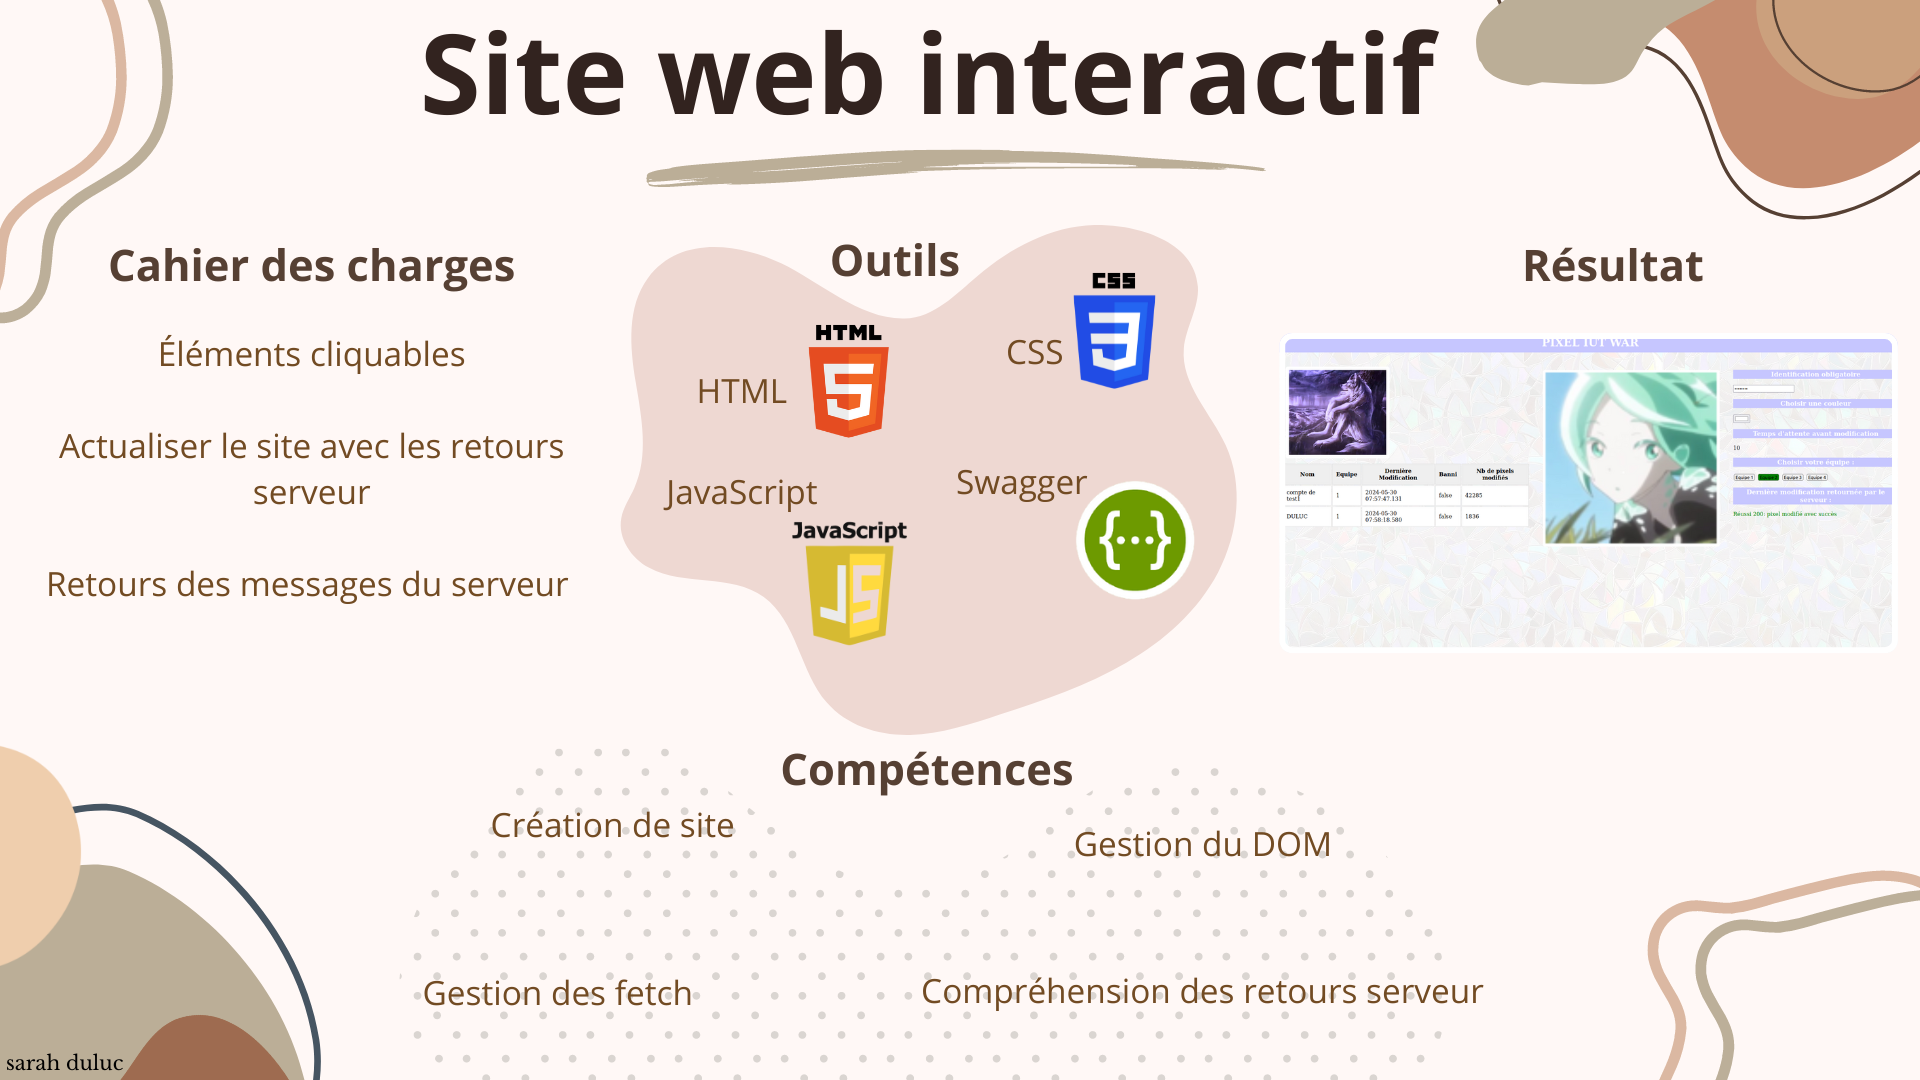 Site web interactif
Cahier des charges
Éléments cliquables
Actualiser le site avec les retours
serveur
Retours des messages du serveur
Outils
CSS
CSS
HTML
HTML
JavaScript
JavaScript
JS
Swagger
{...}
Résultat
PIXEL IUT WAR
Nom Equipe Dernière Modification Banni Nb de pixels modifiés
compte de test1 1 2024-05-30 07:57:47.131 false 42285
DULUC 1 2024-05-30 07:58:18.580 false 1836
Identification obligatoire
Choisir une couleur
Temps d'attente avant modification
10
Choisir votre équipe :
Equipe 1 Equipe 3 Equipe 4
Dernière modification retournée par le
serveur :
Réussi 200: pixel modifié avec succès
Compétences
Création de site
Gestion du DOM
Gestion des fetch
Compréhension des retours serveur
sarah duluc